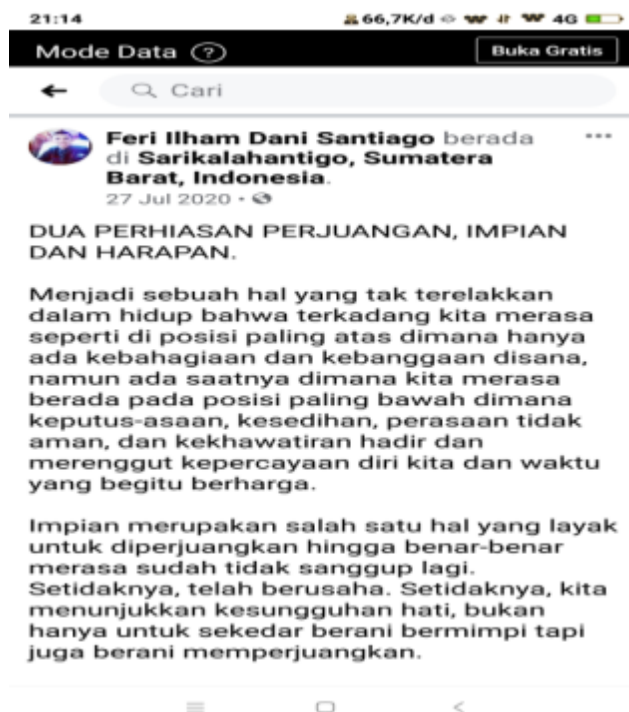 21:14
66,7K/d
4G
Mode Data ?
Buka Gratis
Cari
Feri Ilham Dani Santiago berada
di Sarikalahantigo, Sumatera
Barat, Indonesia.
27 Jul 2020 •
DUA PERHIASAN PERJUANGAN, IMPIAN
DAN HARAPAN.
Menjadi sebuah hal yang tak terelakkan
dalam hidup bahwa terkadang kita merasa
seperti di posisi paling atas dimana hanya
ada kebahagiaan dan kebanggaan disana,
namun ada saatnya dimana kita merasa
berada pada posisi paling bawah dimana
keputus-asaan, kesedihan, perasaan tidak
aman, dan kekhawatiran hadir dan
merenggut kepercayaan diri kita dan waktu
yang begitu berharga.
Impian merupakan salah satu hal yang layak
untuk diperjuangkan hingga benar-benar
merasa sudah tidak sanggup lagi.
Setidaknya, telah berusaha. Setidaknya, kita
menunjukkan kesungguhan hati, bukan
hanya untuk sekedar berani bermimpi tapi
juga berani memperjuangkan.